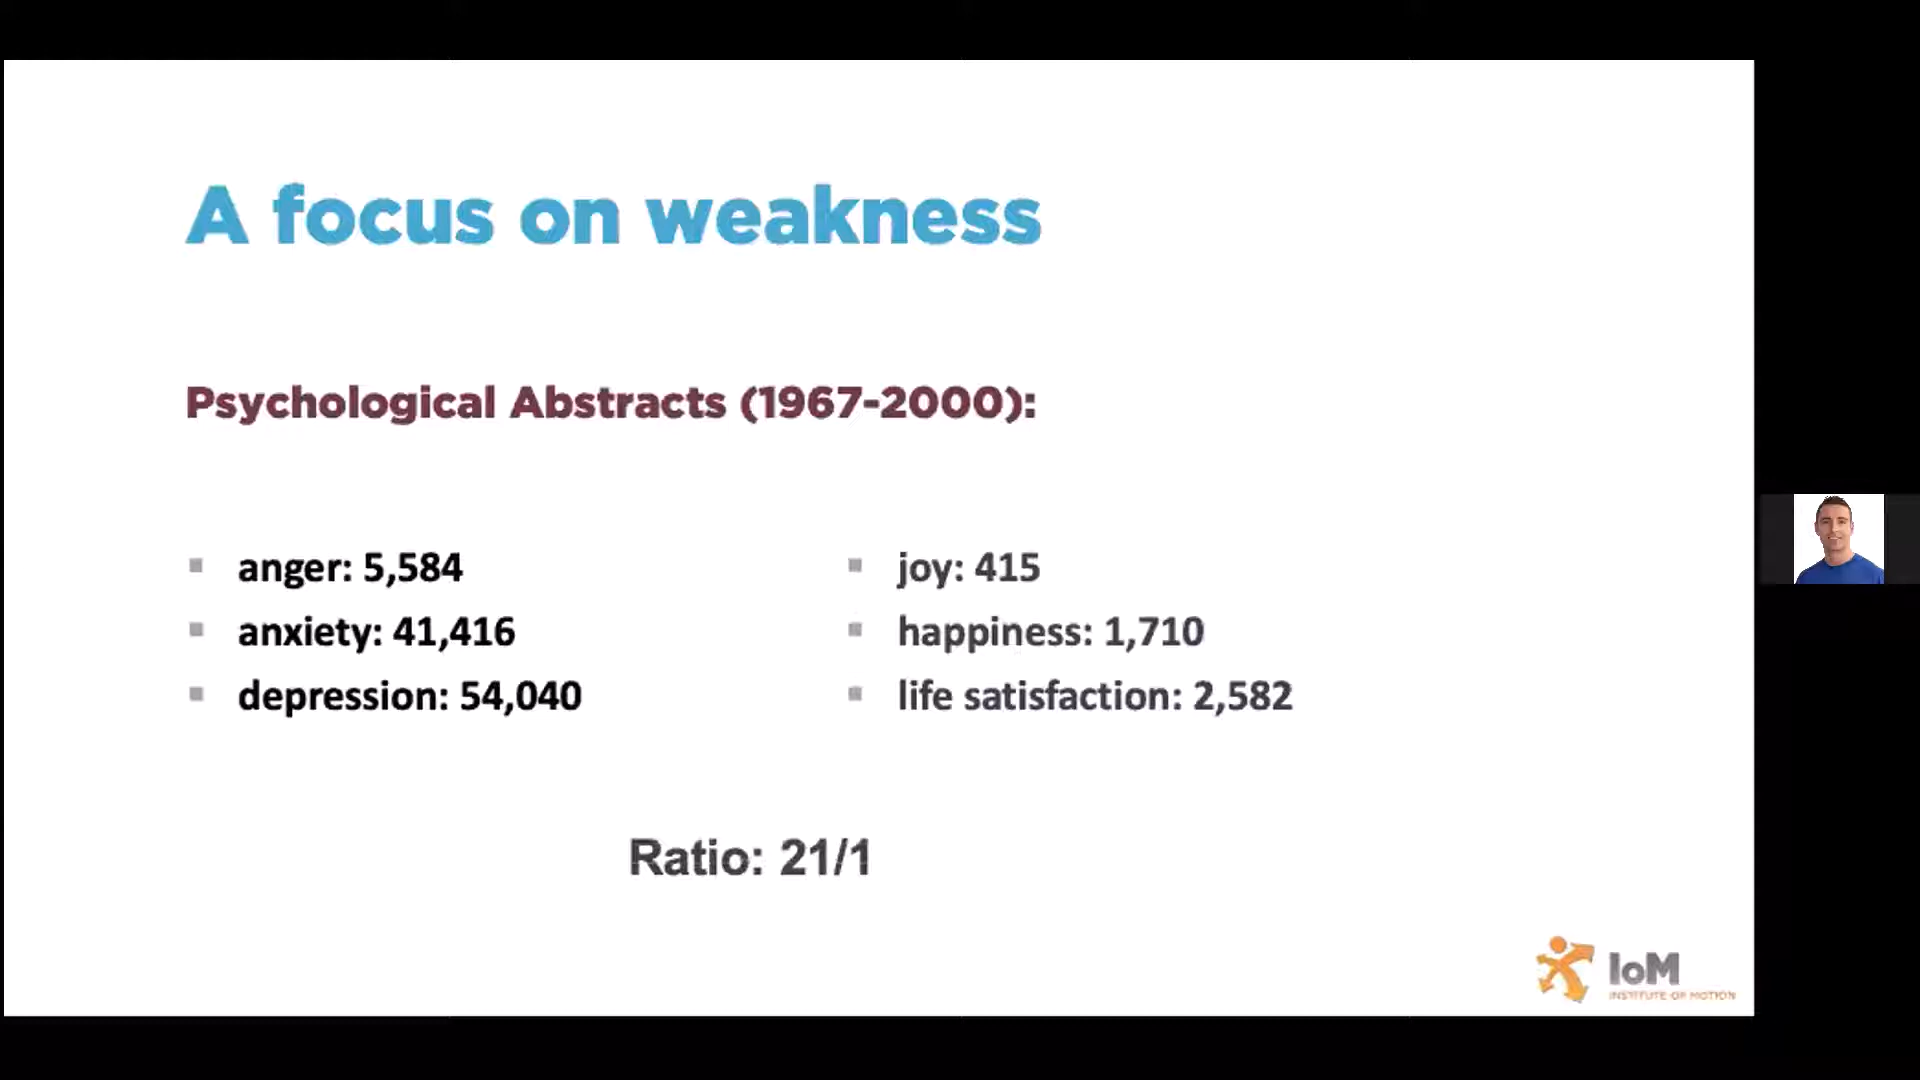 A focus on weakness
Psychological Abstracts (1967-2000):
anger: 5,584
anxiety: 41,416
depression: 54,040
joy: 415
happiness: 1,710
life satisfaction: 2,582
Ratio: 21/1
IoM
INSTITUTE OF MOTION